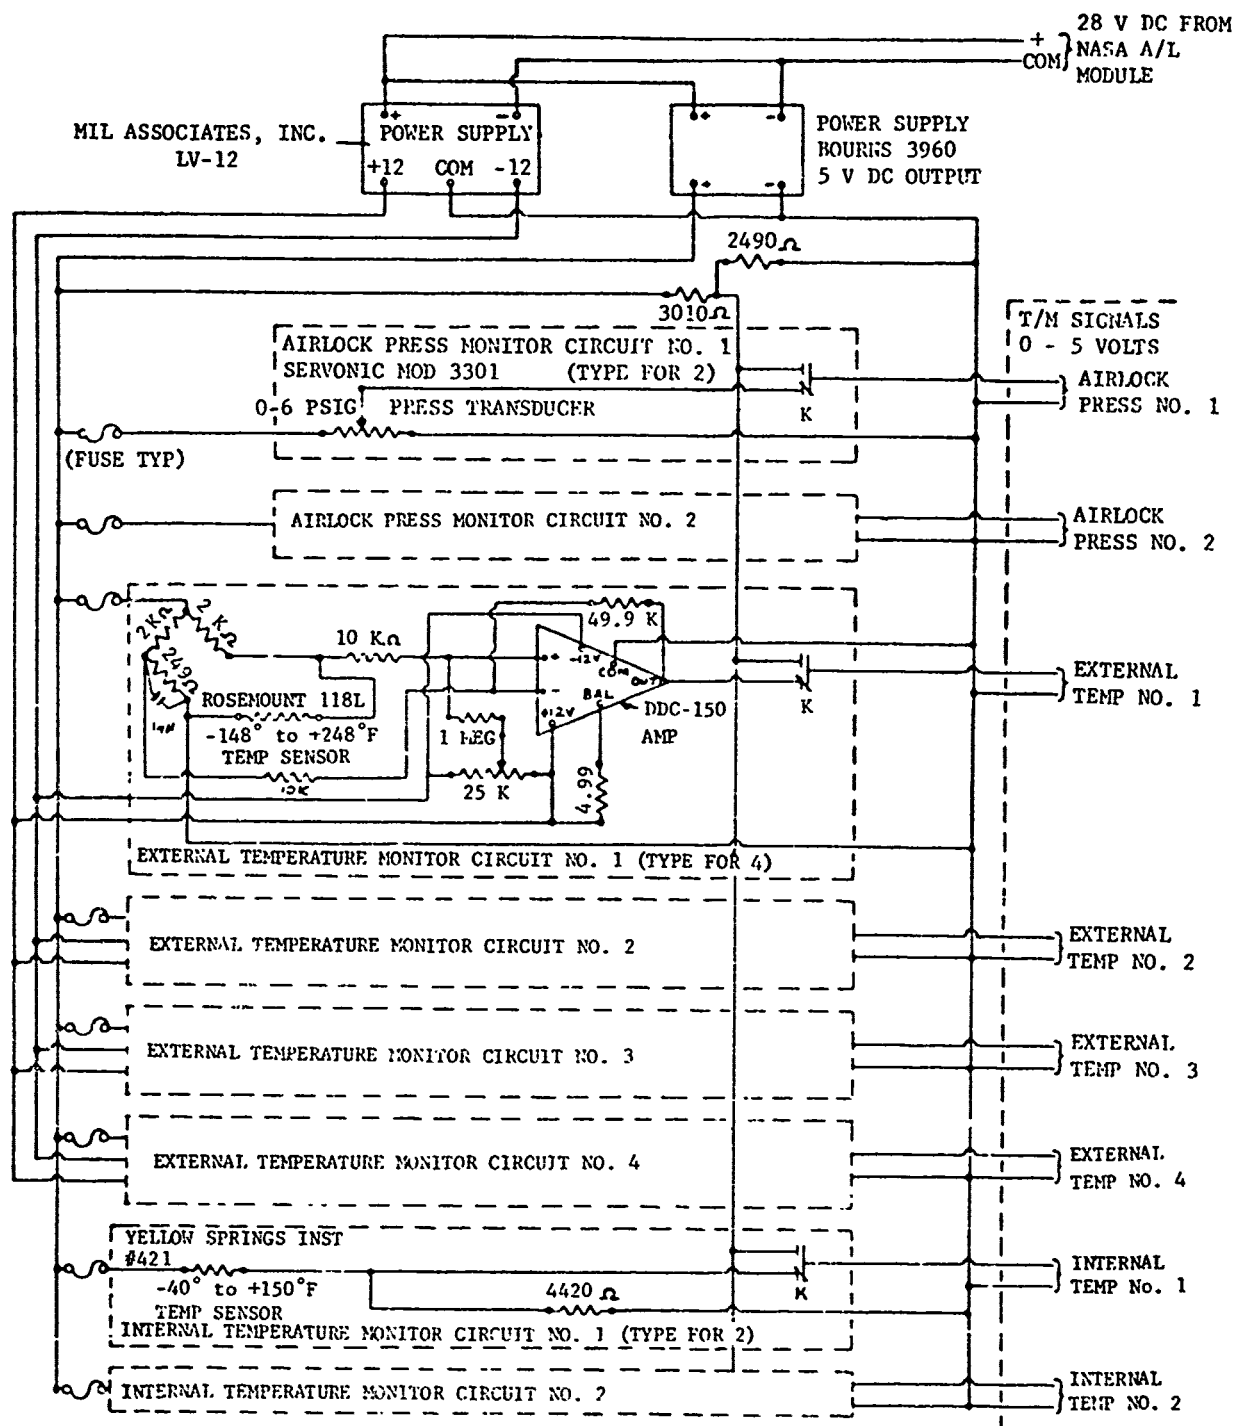 28 V DC FROM
NASA A/L
MODULE
+
COM
MIL ASSOCIATES, INC.
LV-12
+ -
POWER SUPPLY
+12 COM -12
+ -
+ -
POWER SUPPLY
BOURNS 3960
5 V DC OUTPUT
2490Ω
3010Ω
T/M SIGNALS
0 - 5 VOLTS
AIRLOCK PRESS MONITOR CIRCUIT NO. 1
SERVONIC MOD 3301 (TYPE FOR 2)
0-6 PSIG PRESS TRANSDUCER
K
(FUSE TYP)
AIRLOCK
PRESS NO. 1
AIRLOCK PRESS MONITOR CIRCUIT NO. 2
AIRLOCK
PRESS NO. 2
2KΩ
2 KΩ
249Ω
10 KΩ
49.9 K
+
-
-12V
COM
OUT
BAL
+12V
DDC-150
AMP
K
ROSEMOUNT 118L
-148° to +248°F
TEMP SENSOR
1 MEG
25 K
10K
4.99
EXTERNAL
TEMP NO. 1
EXTERNAL TEMPERATURE MONITOR CIRCUIT NO. 1 (TYPE FOR 4)
EXTERNAL TEMPERATURE MONITOR CIRCUIT NO. 2
EXTERNAL
TEMP NO. 2
EXTERNAL TEMPERATURE MONITOR CIRCUIT NO. 3
EXTERNAL
TEMP NO. 3
EXTERNAL TEMPERATURE MONITOR CIRCUIT NO. 4
EXTERNAL
TEMP NO. 4
YELLOW SPRINGS INST
#421
-40° to +150°F
TEMP SENSOR
4420 Ω
K
INTERNAL
TEMP No. 1
INTERNAL TEMPERATURE MONITOR CIRCUIT NO. 1 (TYPE FOR 2)
INTERNAL TEMPERATURE MONITOR CIRCUIT NO. 2
INTERNAL
TEMP NO. 2